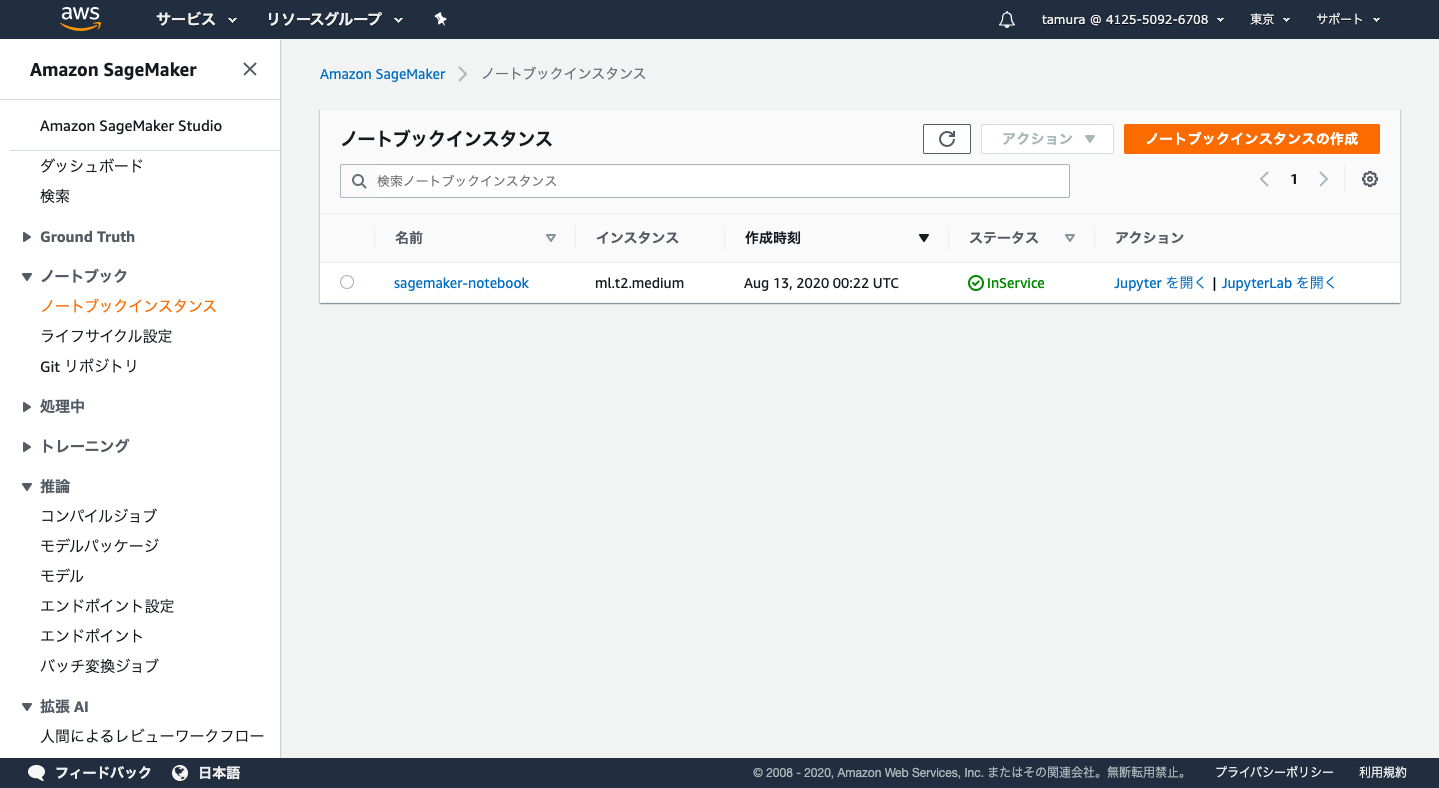 aws サービス リソースグループ tamura @ 4125-5092-6708 東京 サポート
Amazon SageMaker
Amazon SageMaker Studio
ダッシュボード
検索
Ground Truth
ノートブック
ノートブックインスタンス
ライフサイクル設定
Git リポジトリ
処理中
トレーニング
推論
コンパイルジョブ
モデルパッケージ
モデル
エンドポイント設定
エンドポイント
バッチ変換ジョブ
拡張 AI
人間によるレビューワークフロー
Amazon SageMaker ノートブックインスタンス
ノートブックインスタンス アクション ノートブックインスタンスの作成
検索ノートブックインスタンス 1
名前 インスタンス 作成時刻 ステータス アクション
sagemaker-notebook ml.t2.medium Aug 13, 2020 00:22 UTC InService Jupyter を開く | JupyterLab を開く
フィードバック 日本語 © 2008 - 2020, Amazon Web Services, Inc. またはその関連会社。無断転用禁止。 プライバシーポリシー 利用規約